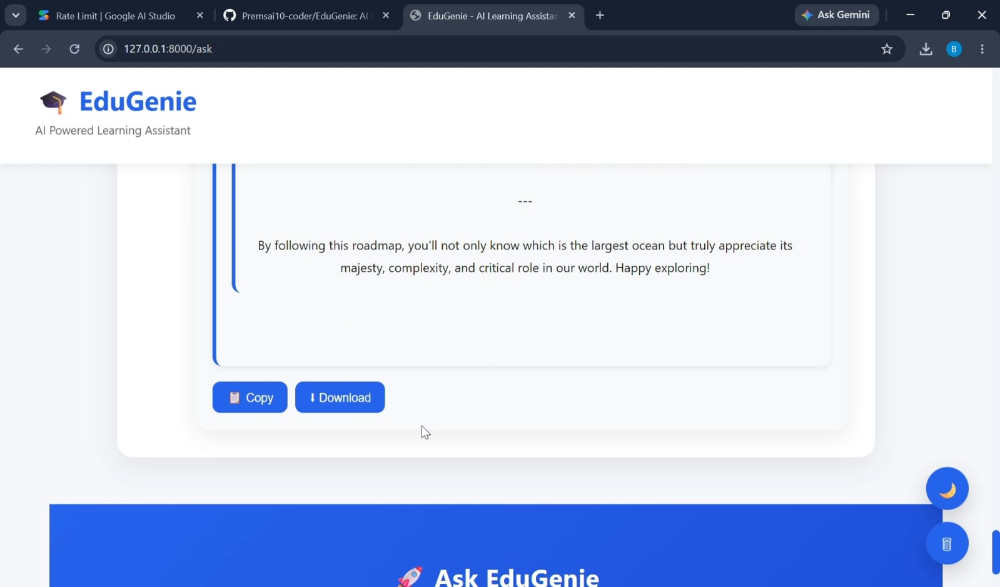 Rate Limit | Google AI Studio
Premsai10-coder/EduGenie: AI
EduGenie - AI Learning Assistan
Ask Gemini
127.0.0.1:8000/ask
B
EduGenie
AI Powered Learning Assistant
---
By following this roadmap, you'll not only know which is the largest ocean but truly appreciate its
majesty, complexity, and critical role in our world. Happy exploring!
Copy
Download
Ask EduGenie